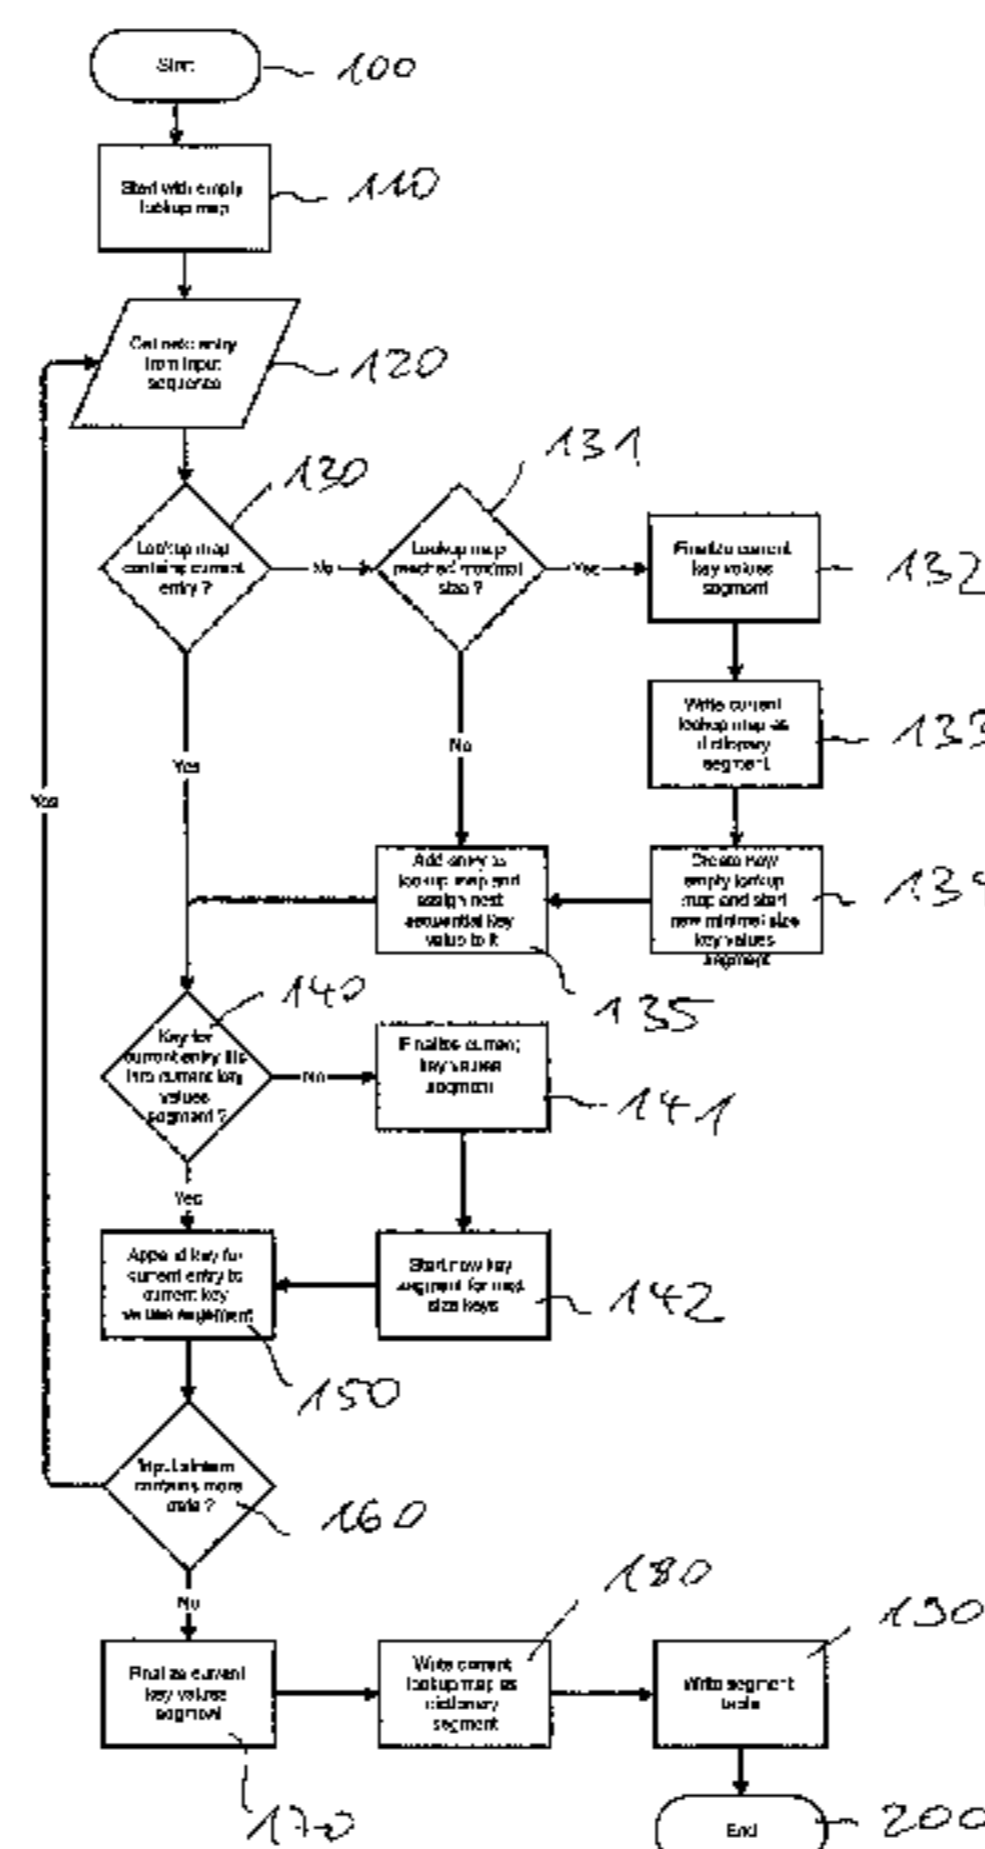 Start
100
Start with empty
lookup map
110
Get next entry
from input
sequence
120
130
Lookup map
contains current
entry ?
No
131
Lookup map
reached maximal
size ?
Yes
Finalize current
key values
segment
132
Write current
lookup map as
dictionary
segment
133
Yes
No
Yes
Add entry to
lookup map and
assign next
sequential key
value to it
135
Create new
empty lookup
map and start
new minimal size
key values
segment
134
140
Key for
current entry fits
into current key
values
segment ?
No
Finalize current
key values
segment
141
Yes
Append key for
current entry to
current key
values segment
150
Start new key
segment for next
size keys
142
Input stream
contains more
data ?
160
No
Finalize current
key values
segment
170
Write current
lookup map as
dictionary
segment
180
Write segment
table
190
End
200